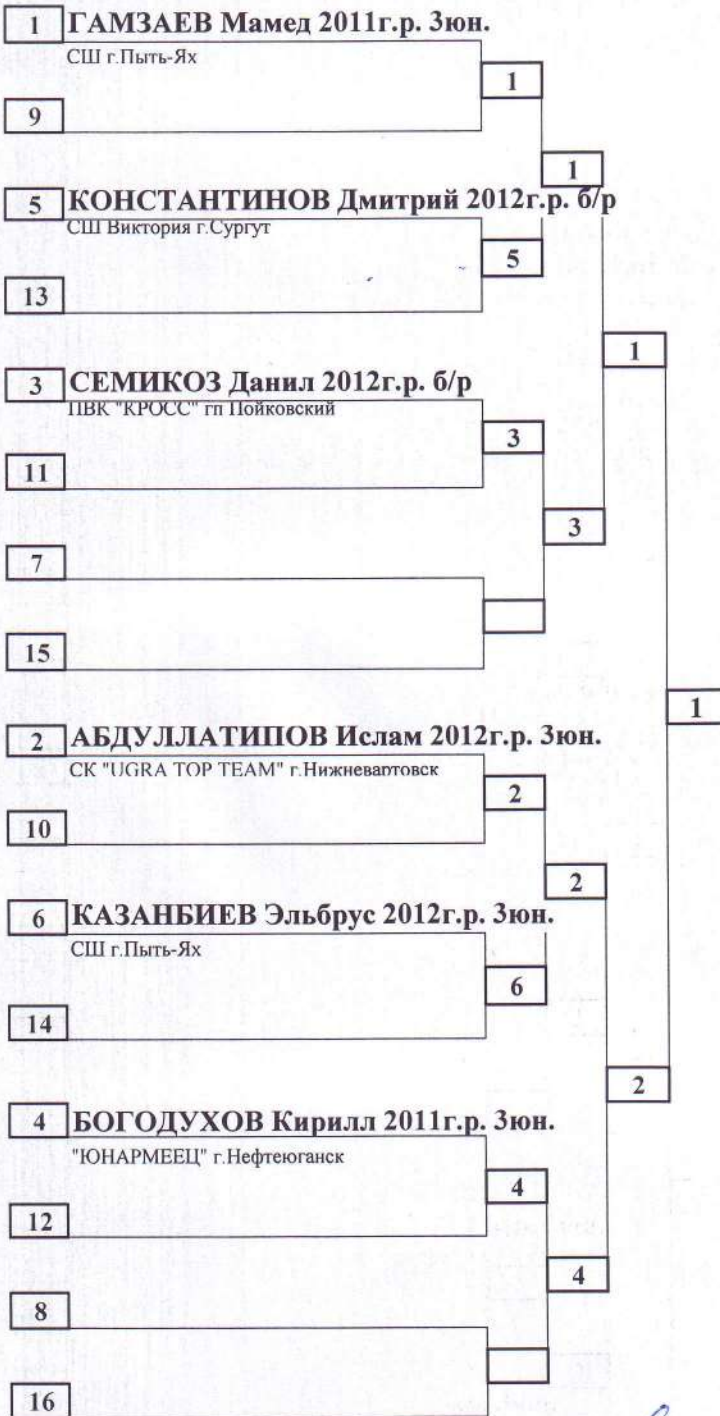 1 ГАМЗАЕВ Мамед 2011г.р. 3юн.
СШ г.Пыть-Ях
1
9
1
5 КОНСТАНТИНОВ Дмитрий 2012г.р. б/р
СШ Виктория г.Сургут
5
13
1
3 СЕМИКОЗ Данил 2012г.р. б/р
ПВК "КРОСС" гп Пойковский
3
11
3
7
15
1
2 АБДУЛЛАТИПОВ Ислам 2012г.р. 3юн.
СК "UGRA TOP TEAM" г.Нижневартовск
2
10
2
6 КАЗАНБИЕВ Эльбрус 2012г.р. 3юн.
СШ г.Пыть-Ях
6
14
2
4 БОГОДУХОВ Кирилл 2011г.р. 3юн.
"ЮНАРМЕЕЦ" г.Нефтеюганск
4
12
4
8
16